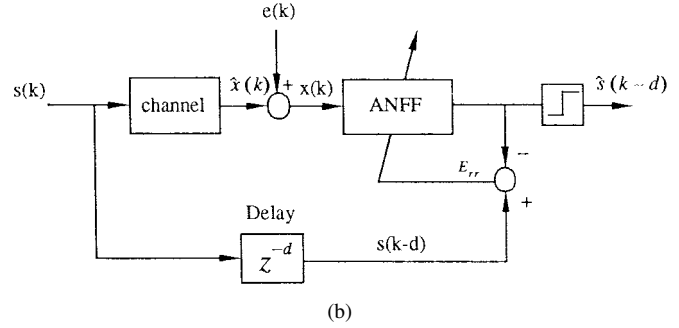 e(k)
s(k)
channel
x̂(k)
+
x(k)
ANFF
ŝ(k-d)
−
E_rr
+
Delay
z^-d
s(k-d)
(b)